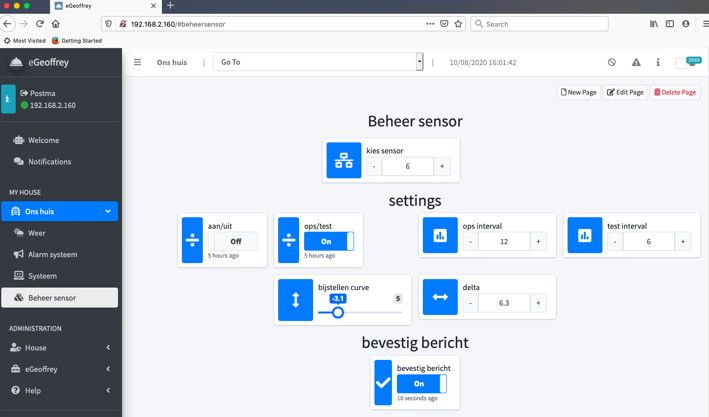 eGeoffrey
192.168.2.160/#beheersensor
Search
Most Visited
Getting Started
eGeoffrey
Ons huis | Go To | 10/08/2020 16:01:42
Postma
192.168.2.160
New Page
Edit Page
Delete Page
Welcome
Notifications
MY HOUSE
Ons huis
Weer
Alarm systeem
Systeem
Beheer sensor
ADMINISTRATION
House
eGeoffrey
Help
Beheer sensor
kies sensor
- 6 +
settings
aan/uit
Off
5 hours ago
ops/test
On
5 hours ago
ops interval
- 12 +
test interval
- 6 +
bijstellen curve
-3.1 5
delta
- 6.3 +
bevestig bericht
bevestig bericht
On
10 seconds ago